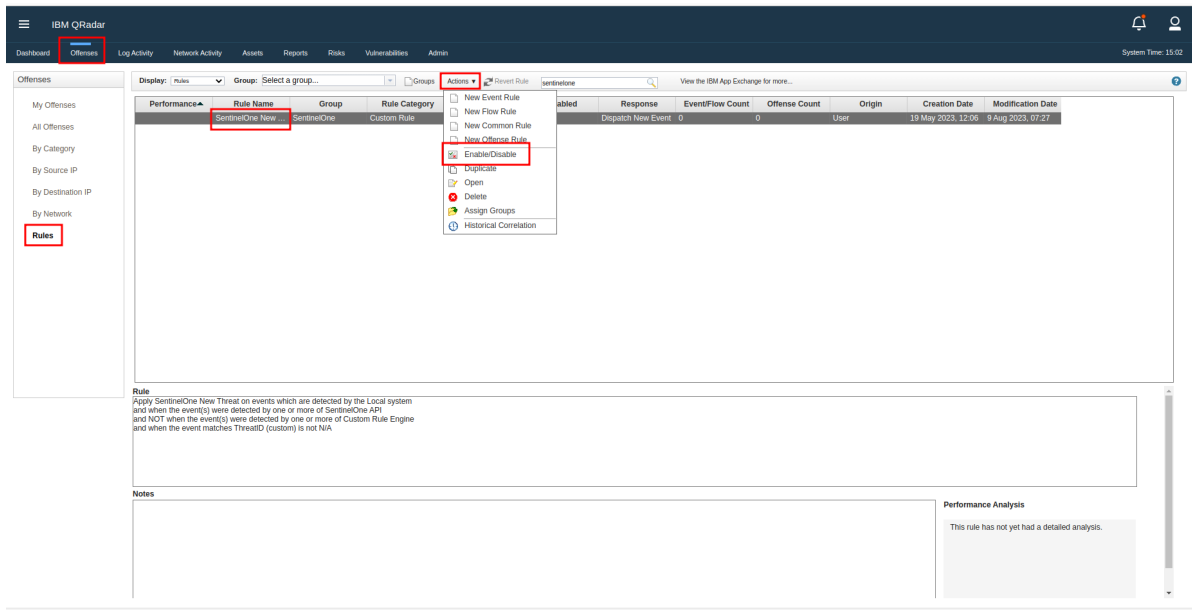 IBM QRadar
Dashboard Offenses Log Activity Network Activity Assets Reports Risks Vulnerabilities Admin System Time: 15:02
Offenses
My Offenses
All Offenses
By Category
By Source IP
By Destination IP
By Network
Rules
Display: Rules Group: Select a group... Groups Actions ▼ Revert Rule sentinelone View the IBM App Exchange for more...
Performance Rule Name Group Rule Category abled Response Event/Flow Count Offense Count Origin Creation Date Modification Date
SentinelOne New ... SentinelOne Custom Rule Dispatch New Event 0 0 User 19 May 2023, 12:06 9 Aug 2023, 07:27
New Event Rule
New Flow Rule
New Common Rule
New Offense Rule
Enable/Disable
Duplicate
Open
Delete
Assign Groups
Historical Correlation
Rule
Apply SentinelOne New Threat on events which are detected by the Local system
and when the event(s) were detected by one or more of SentinelOne API
and NOT when the event(s) were detected by one or more of Custom Rule Engine
and when the event matches ThreatID (custom) is not N/A
Notes
Performance Analysis
This rule has not yet had a detailed analysis.